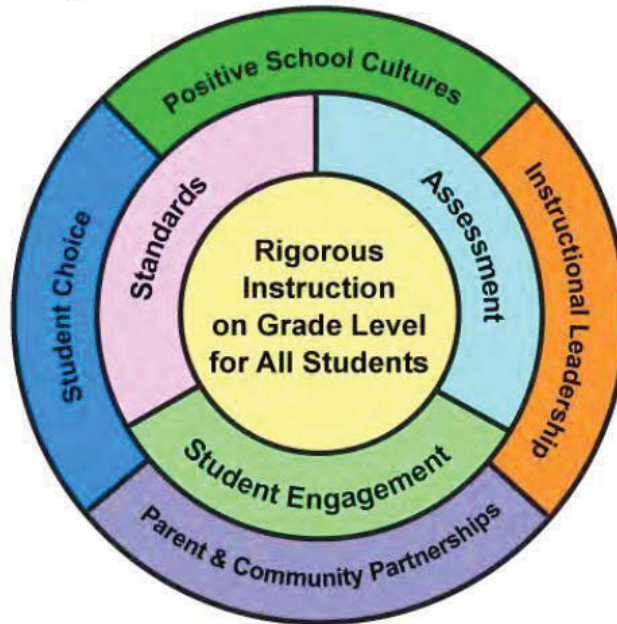 Positive School Cultures
Student Choice
Standards
Assessment
Instructional Leadership
Rigorous
Instruction
on Grade Level
for All Students
Student Engagement
Parent & Community Partnerships